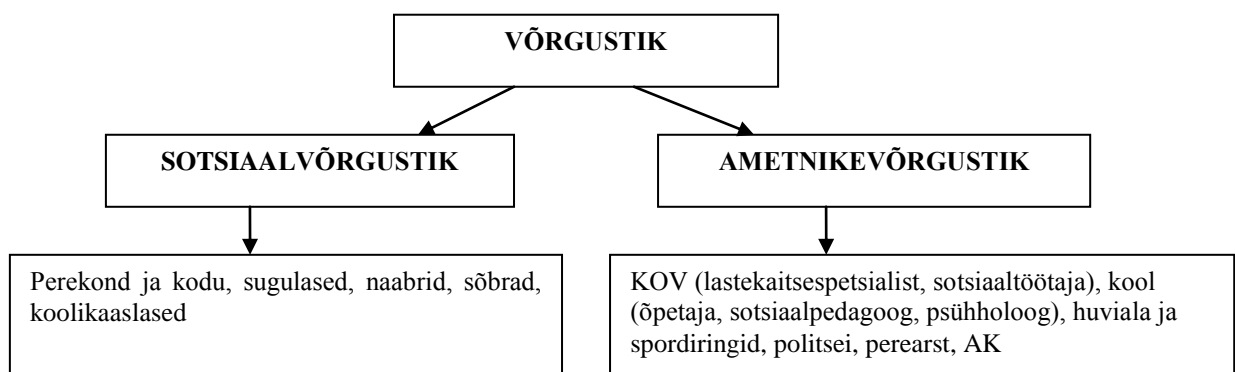 VÕRGUSTIK
SOTSIAALVÕRGUSTIK
AMETNIKEVÕRGUSTIK
Perekond ja kodu, sugulased, naabrid, sõbrad,
koolikaaslased
KOV (lastekaitsespetsialist, sotsiaaltöötaja), kool
(õpetaja, sotsiaalpedagoog, psühholoog), huviala ja
spordiringid, politsei, perearst, AK